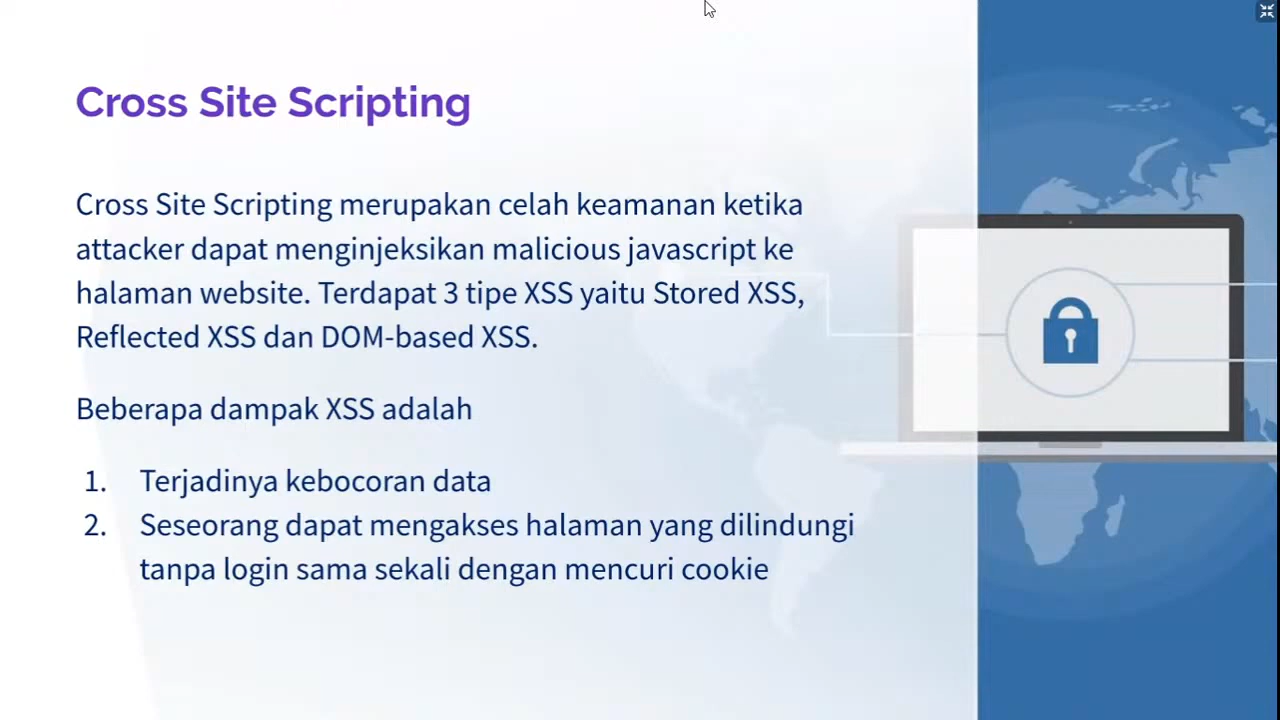 Cross Site Scripting
Cross Site Scripting merupakan celah keamanan ketika
attacker dapat menginjeksikan malicious javascript ke
halaman website. Terdapat 3 tipe XSS yaitu Stored XSS,
Reflected XSS dan DOM-based XSS.
Beberapa dampak XSS adalah
1. Terjadinya kebocoran data
2. Seseorang dapat mengakses halaman yang dilindungi
tanpa login sama sekali dengan mencuri cookie